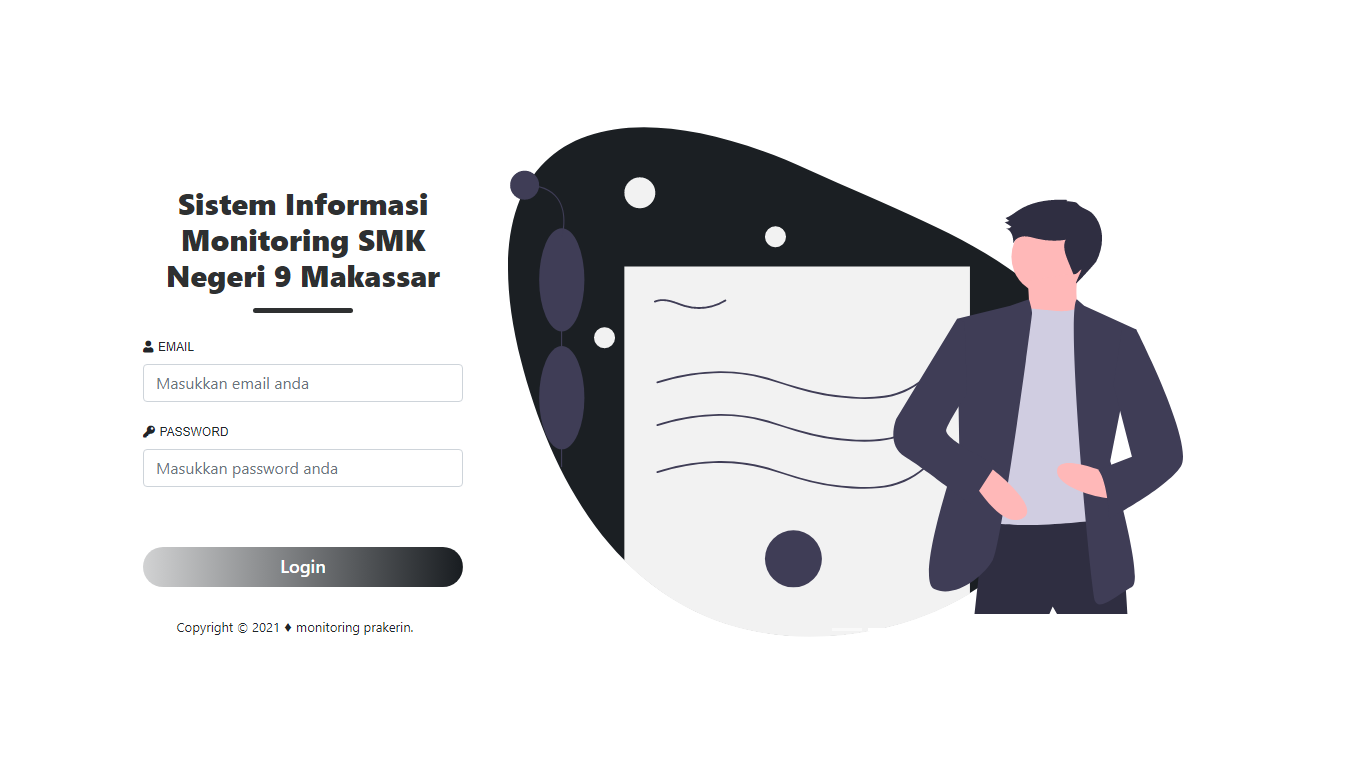 Sistem Informasi
Monitoring SMK
Negeri 9 Makassar
EMAIL
Masukkan email anda
PASSWORD
Masukkan password anda
Login
Copyright © 2021 ♦ monitoring prakerin.